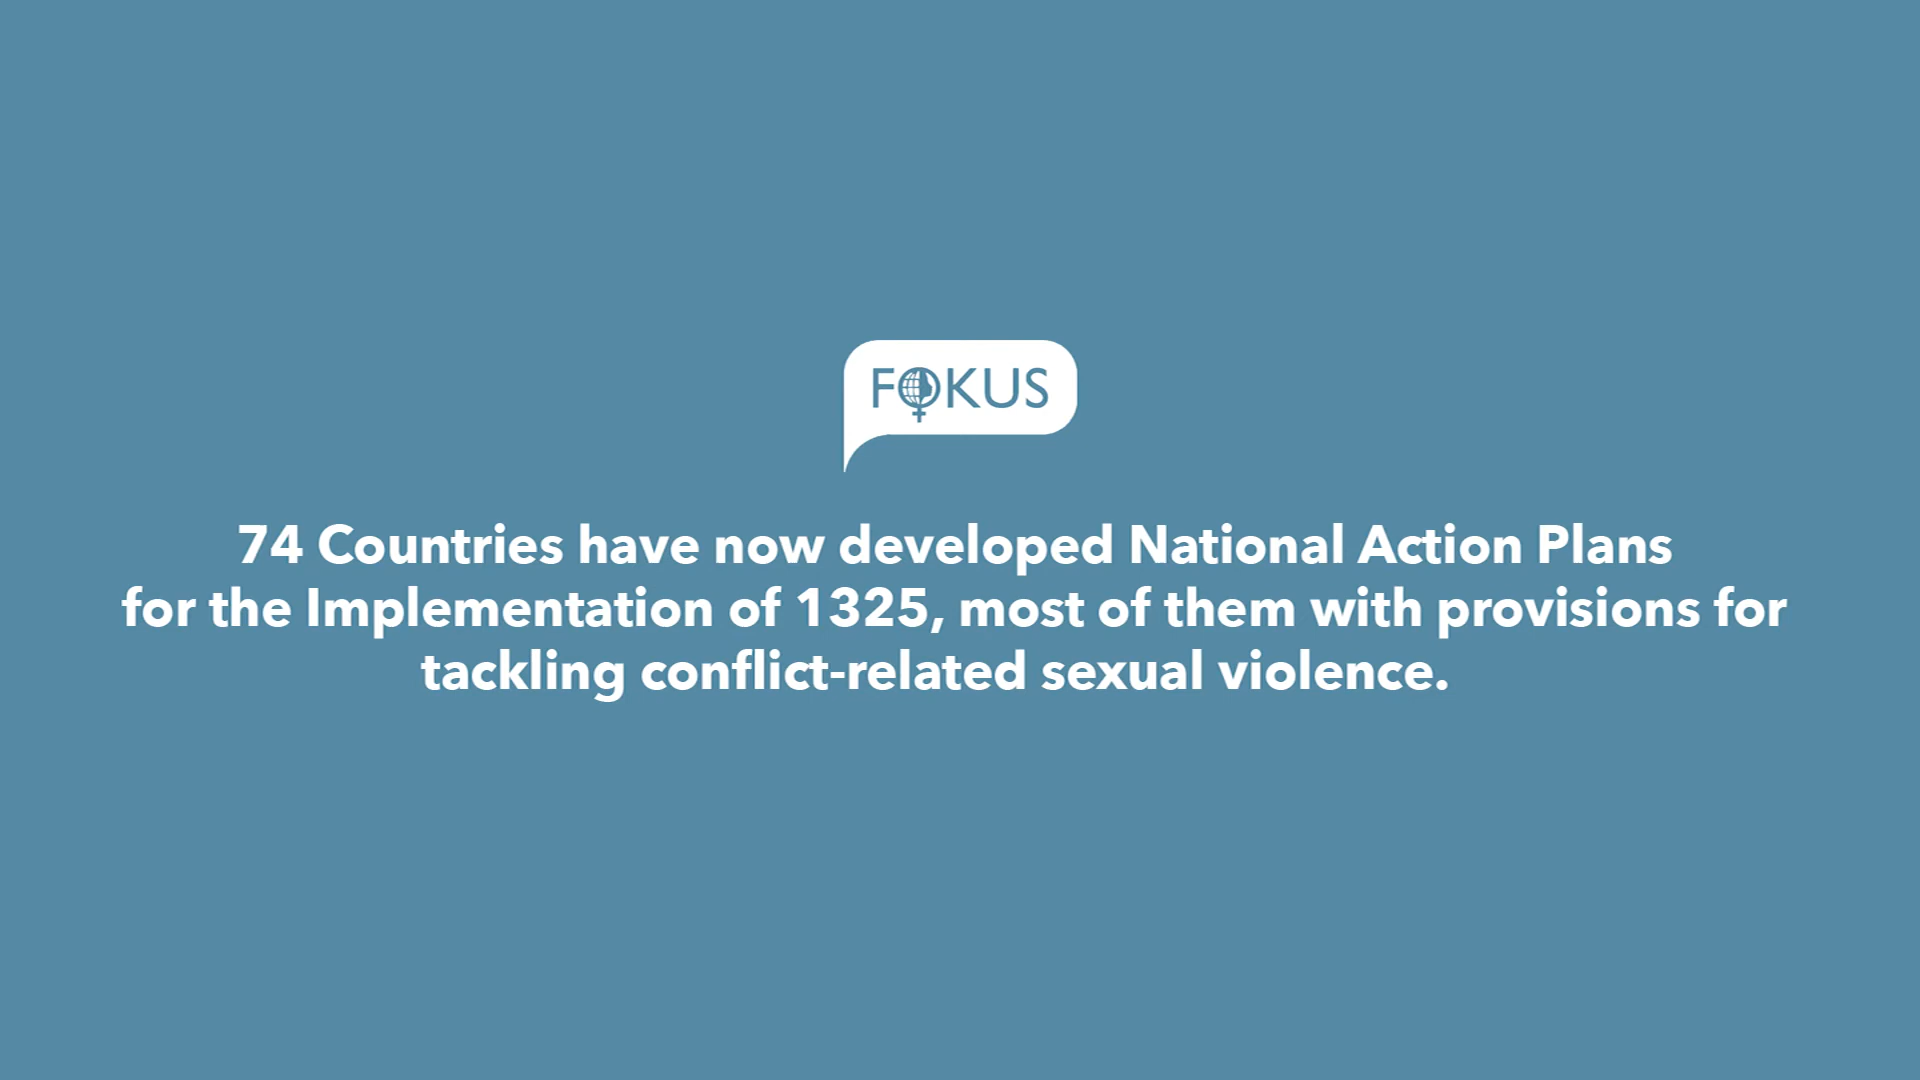 FOKUS
74 Countries have now developed National Action Plans
for the Implementation of 1325, most of them with provisions for
tackling conflict-related sexual violence.